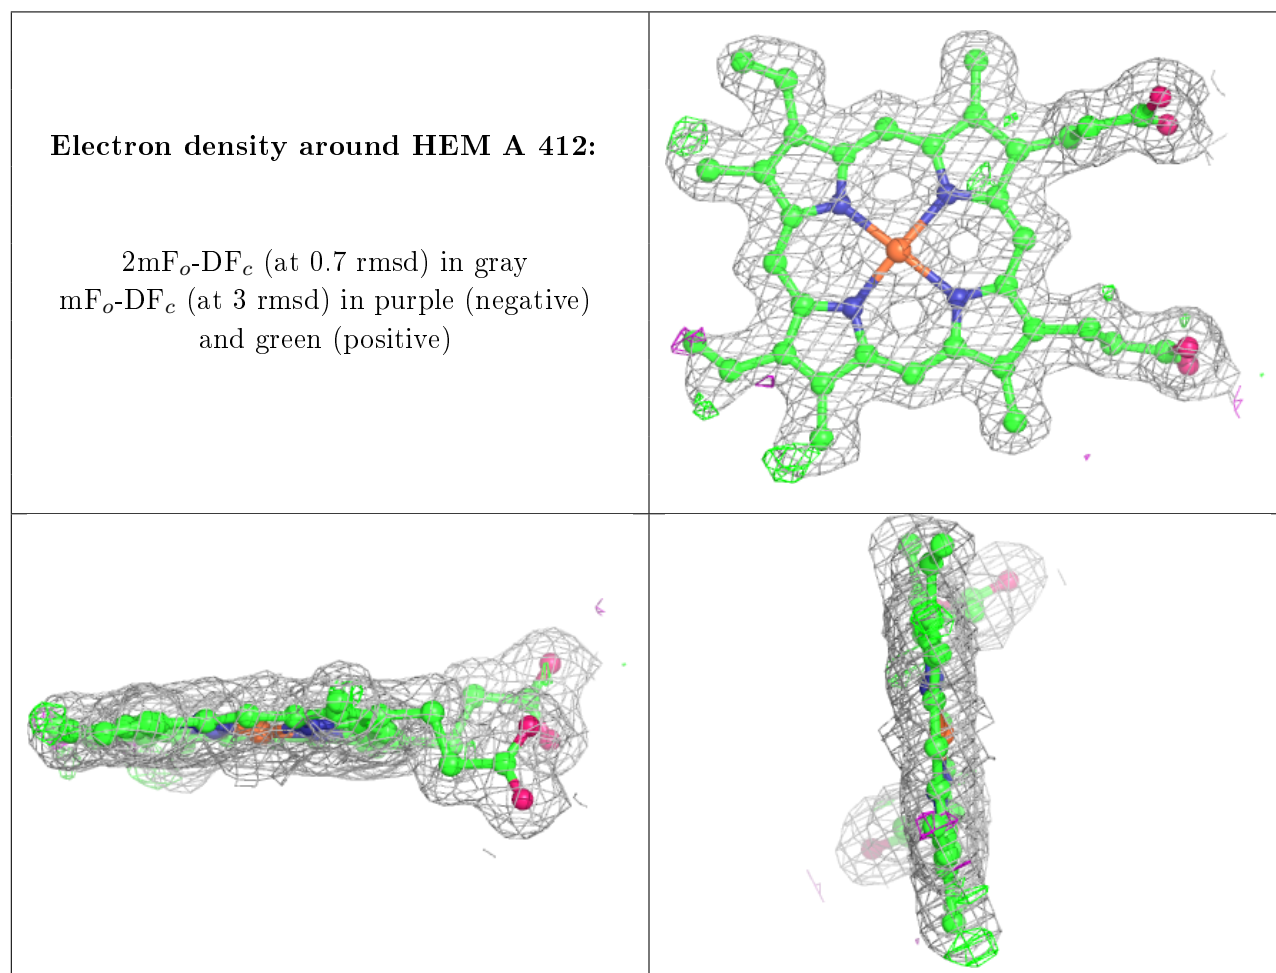 Electron density around HEM A 412:
2mFo-DFc (at 0.7 rmsd) in gray
mFo-DFc (at 3 rmsd) in purple (negative)
and green (positive)